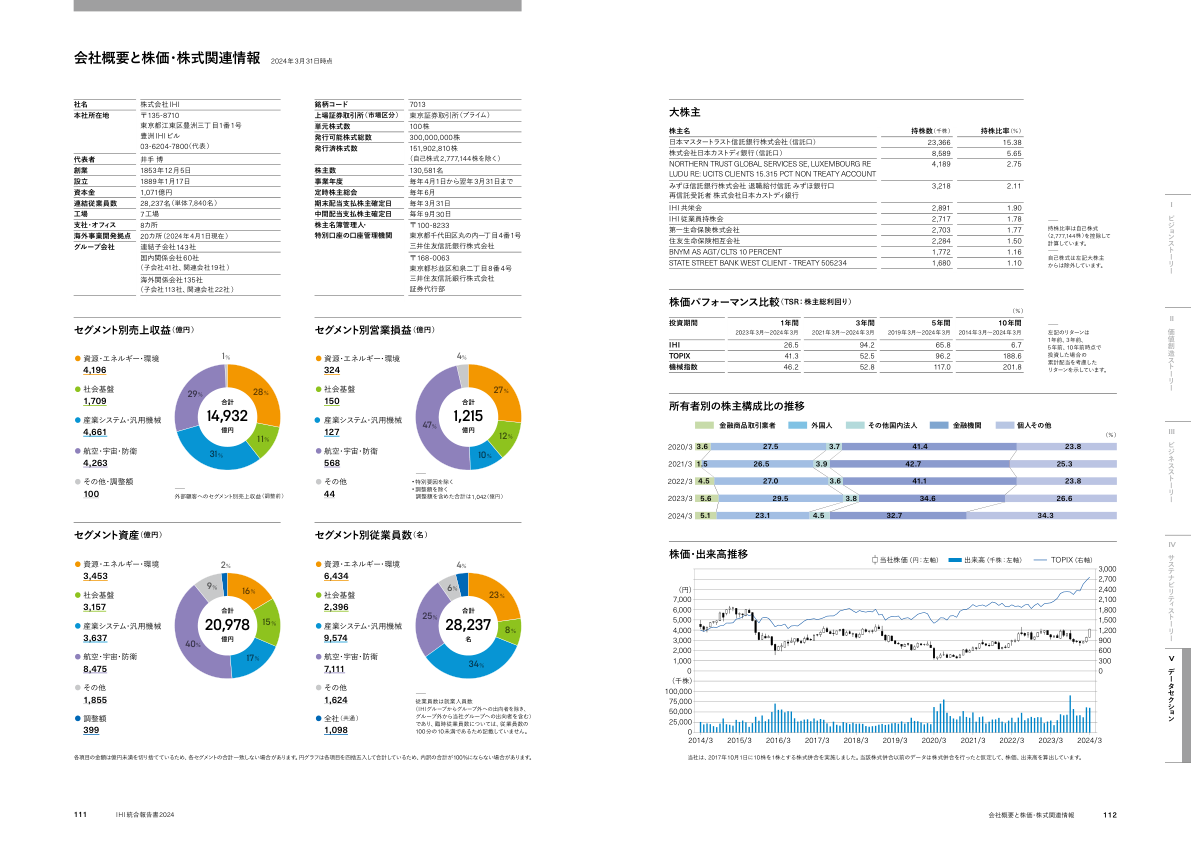 会社概要と株価・株式関連情報 2024年3月31日時点
社名 株式会社IHI
本社所在地 〒135-8710
東京都江東区豊洲三丁目1番1号
豊洲IHIビル
03-6204-7800（代表）
代表者 井手 博
創業 1853年12月5日
設立 1889年1月17日
資本金 1,071億円
連結従業員数 28,237名（単体7,840名）
工場 7工場
支社・オフィス 8カ所
海外事業開発拠点 20カ所（2024年4月1日現在）
グループ会社 連結子会社143社
国内関係会社60社
（子会社41社、関連会社19社）
海外関係会社135社
（子会社113社、関連会社22社）
銘柄コード 7013
上場証券取引所（市場区分） 東京証券取引所（プライム）
単元株式数 100株
発行可能株式総数 300,000,000株
発行済株式数 151,902,810株
（自己株式2,777,144株を除く）
株主数 130,581名
事業年度 毎年4月1日から翌年3月31日まで
定時株主総会 毎年6月
期末配当支払株主確定日 毎年3月31日
中間配当支払株主確定日 毎年9月30日
株主名簿管理人・ 〒100-8233
特別口座の口座管理機関 東京都千代田区丸の内一丁目4番1号
三井住友信託銀行株式会社
〒168-0063
東京都杉並区和泉二丁目8番4号
三井住友信託銀行株式会社
証券代行部
セグメント別売上収益（億円）
資源・エネルギー・環境
4,196
社会基盤
1,709
産業システム・汎用機械
4,661
航空・宇宙・防衛
4,263
その他・調整額
100
1%
28%
11%
31%
29%
合計
14,932
億円
外部顧客へのセグメント別売上収益（調整前）
セグメント別営業損益（億円）
資源・エネルギー・環境
324
社会基盤
150
産業システム・汎用機械
127
航空・宇宙・防衛
568
その他
44
4%
27%
12%
10%
47%
合計
1,215
億円
*特別要因を除く
*調整額を除く
調整額を含めた合計は1,042（億円）
セグメント資産（億円）
資源・エネルギー・環境
3,453
社会基盤
3,157
産業システム・汎用機械
3,637
航空・宇宙・防衛
8,475
その他
1,855
調整額
399
2%
16%
15%
17%
40%
9%
合計
20,978
億円
セグメント別従業員数（名）
資源・エネルギー・環境
6,434
社会基盤
2,396
産業システム・汎用機械
9,574
航空・宇宙・防衛
7,111
その他
1,624
全社（共通）
1,098
4%
23%
8%
34%
25%
6%
合計
28,237
名
従業員数は就業人員数
（IHIグループからグループ外への出向者を除き、
グループ外から当社グループへの出向者を含む）
であり、臨時従業員数については、従業員数の
100分の10未満であるため記載していません。
各項目の金額は億円未満を切り捨てているため、各セグメントの合計一致しない場合があります。円グラフは各項目を四捨五入して合計しているため、内訳の合計が100%にならない場合があります。
111 IHI統合報告書2024
大株主
株主名 持株数（千株） 持株比率（%）
日本マスタートラスト信託銀行株式会社（信託口） 23,366 15.38
株式会社日本カストディ銀行（信託口） 8,589 5.65
NORTHERN TRUST GLOBAL SERVICES SE, LUXEMBOURG RE 4,189 2.75
LUDU RE: UCITS CLIENTS 15.315 PCT NON TREATY ACCOUNT
みずほ信託銀行株式会社 退職給付信託 みずほ銀行口 3,218 2.11
再信託受託者 株式会社日本カストディ銀行
IHI共栄会 2,891 1.90
IHI従業員持株会 2,717 1.78
第一生命保険株式会社 2,703 1.77
住友生命保険相互会社 2,284 1.50
BNYM AS AGT/CLTS 10 PERCENT 1,772 1.16
STATE STREET BANK WEST CLIENT - TREATY 505234 1,680 1.10
持株比率は自己株式
（2,777,144株）を控除して
計算しています。
自己株式は左記大株主
からは除外しています。
株価パフォーマンス比較（TSR：株主総利回り）
（%）
投資期間 1年間 3年間 5年間 10年間
2023年3月〜2024年3月 2021年3月〜2024年3月 2019年3月〜2024年3月 2014年3月〜2024年3月
IHI 26.5 94.2 65.8 6.7
TOPIX 41.3 52.5 96.2 188.6
機械指数 46.2 52.8 117.0 201.8
左記のリターンは
1年前、3年前、
5年前、10年前時点で
投資した場合の
累計配当を考慮した
リターンを示しています。
所有者別の株主構成比の推移
金融商品取引業者 外国人 その他国内法人 金融機関 個人その他
（%）
2020/3 3.6 27.5 3.7 41.4 23.8
2021/3 1.5 26.5 3.9 42.7 25.3
2022/3 4.5 27.0 3.6 41.1 23.8
2023/3 5.6 29.5 3.8 34.6 26.6
2024/3 5.1 23.1 4.5 32.7 34.3
株価・出来高推移
当社株価（円：左軸） 出来高（千株：左軸） TOPIX（右軸）
（円）
7,000
6,000
5,000
4,000
3,000
2,000
1,000
0
3,000
2,700
2,400
2,100
1,800
1,500
1,200
900
600
300
0
（千株）
100,000
75,000
50,000
25,000
0
2014/3 2015/3 2016/3 2017/3 2018/3 2019/3 2020/3 2021/3 2022/3 2023/3 2024/3
当社は、2017年10月1日に10株を1株とする株式併合を実施しました。当該株式併合以前のデータは株式併合を行ったと仮定して、株価、出来高を算出しています。
会社概要と株価・株式関連情報 112
I ビジョンストーリー
II 価値創造ストーリー
III ビジネスストーリー
IV サステナビリティストーリー
V データセクション